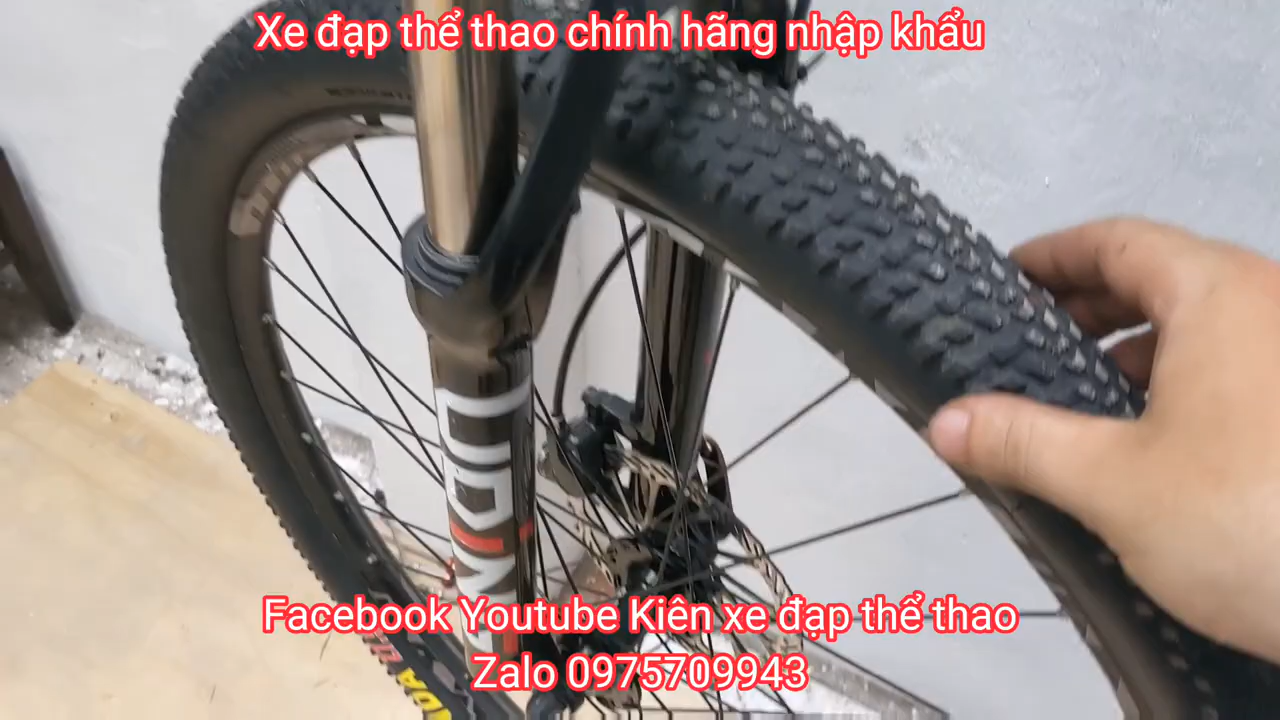 Xe đạp thể thao chính hãng nhập khẩu
Facebook Youtube Kiên xe đạp thể thao
Zalo 0975709943